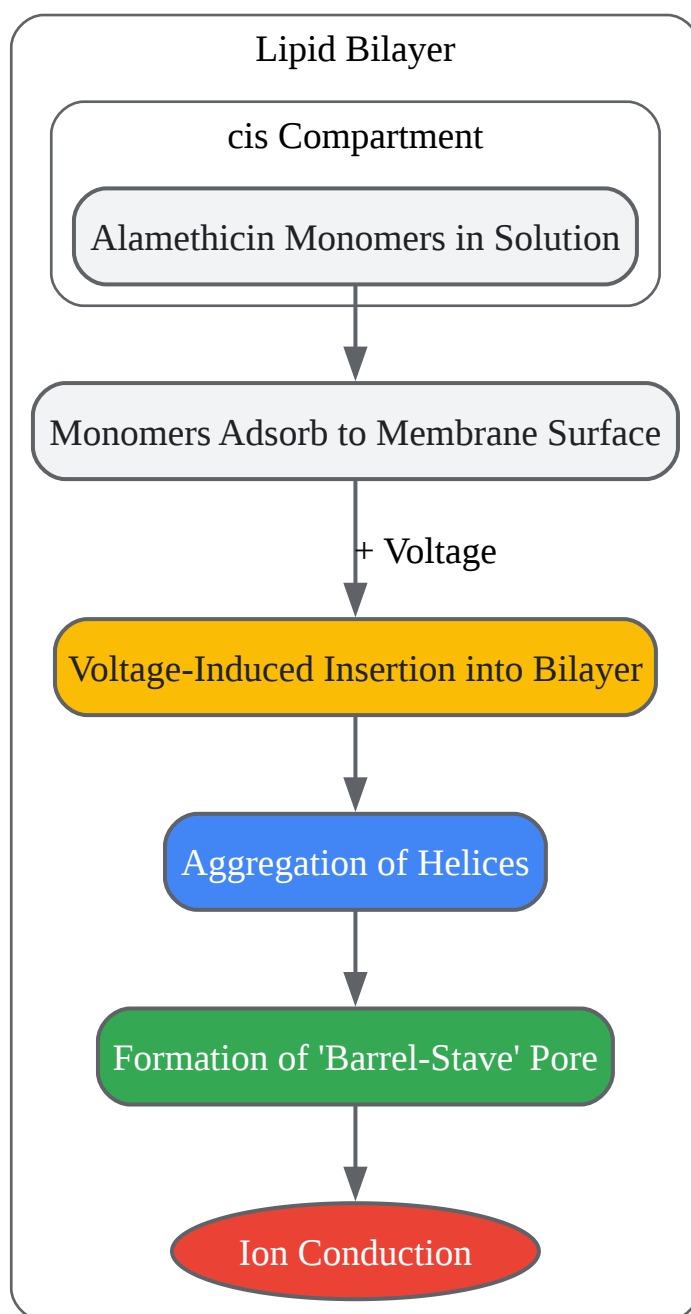 Lipid Bilayer
cis Compartment
Alamethicin Monomers in Solution
Monomers Adsorb to Membrane Surface
+ Voltage
Voltage-Induced Insertion into Bilayer
Aggregation of Helices
Formation of 'Barrel-Stave' Pore
Ion Conduction